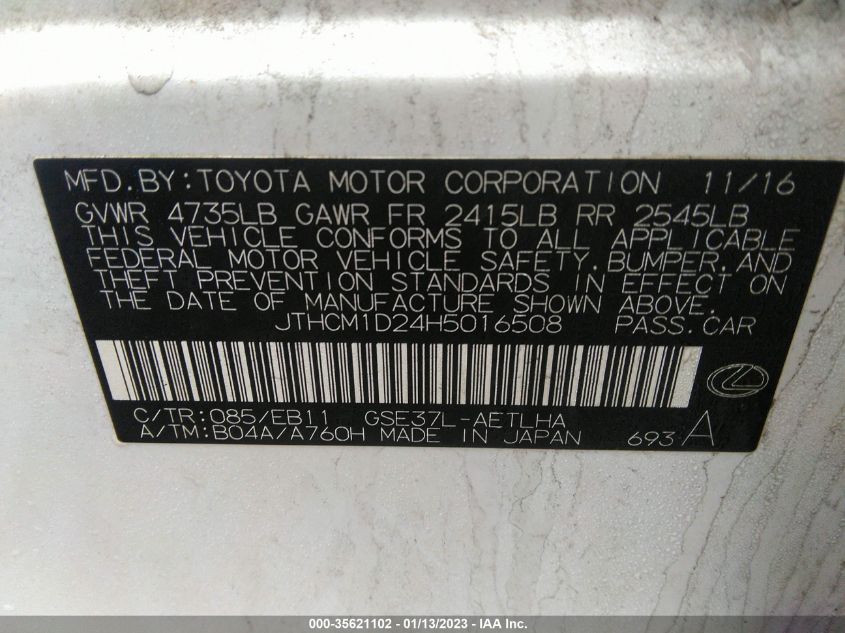 MFD.BY:TOYOTA MOTOR CORPORATION 11/16
GVWR 4735LB GAWR FR 2415LB RR 2545LB
THIS VEHICLE CONFORMS TO ALL APPLICABLE
FEDERAL MOTOR VEHICLE SAFETY,BUMPER,AND
THEFT PREVENTION STANDARDS IN EFFECT ON
THE DATE OF MANUFACTURE SHOWN ABOVE.
JTHCM1D24H5016508 PASS.CAR
C/TR:085/EB11 GSE37L-AETLHA
A/TM:B04A/A760H MADE IN JAPAN 693-A
000-35621102 - 01/13/2023 - IAA Inc.